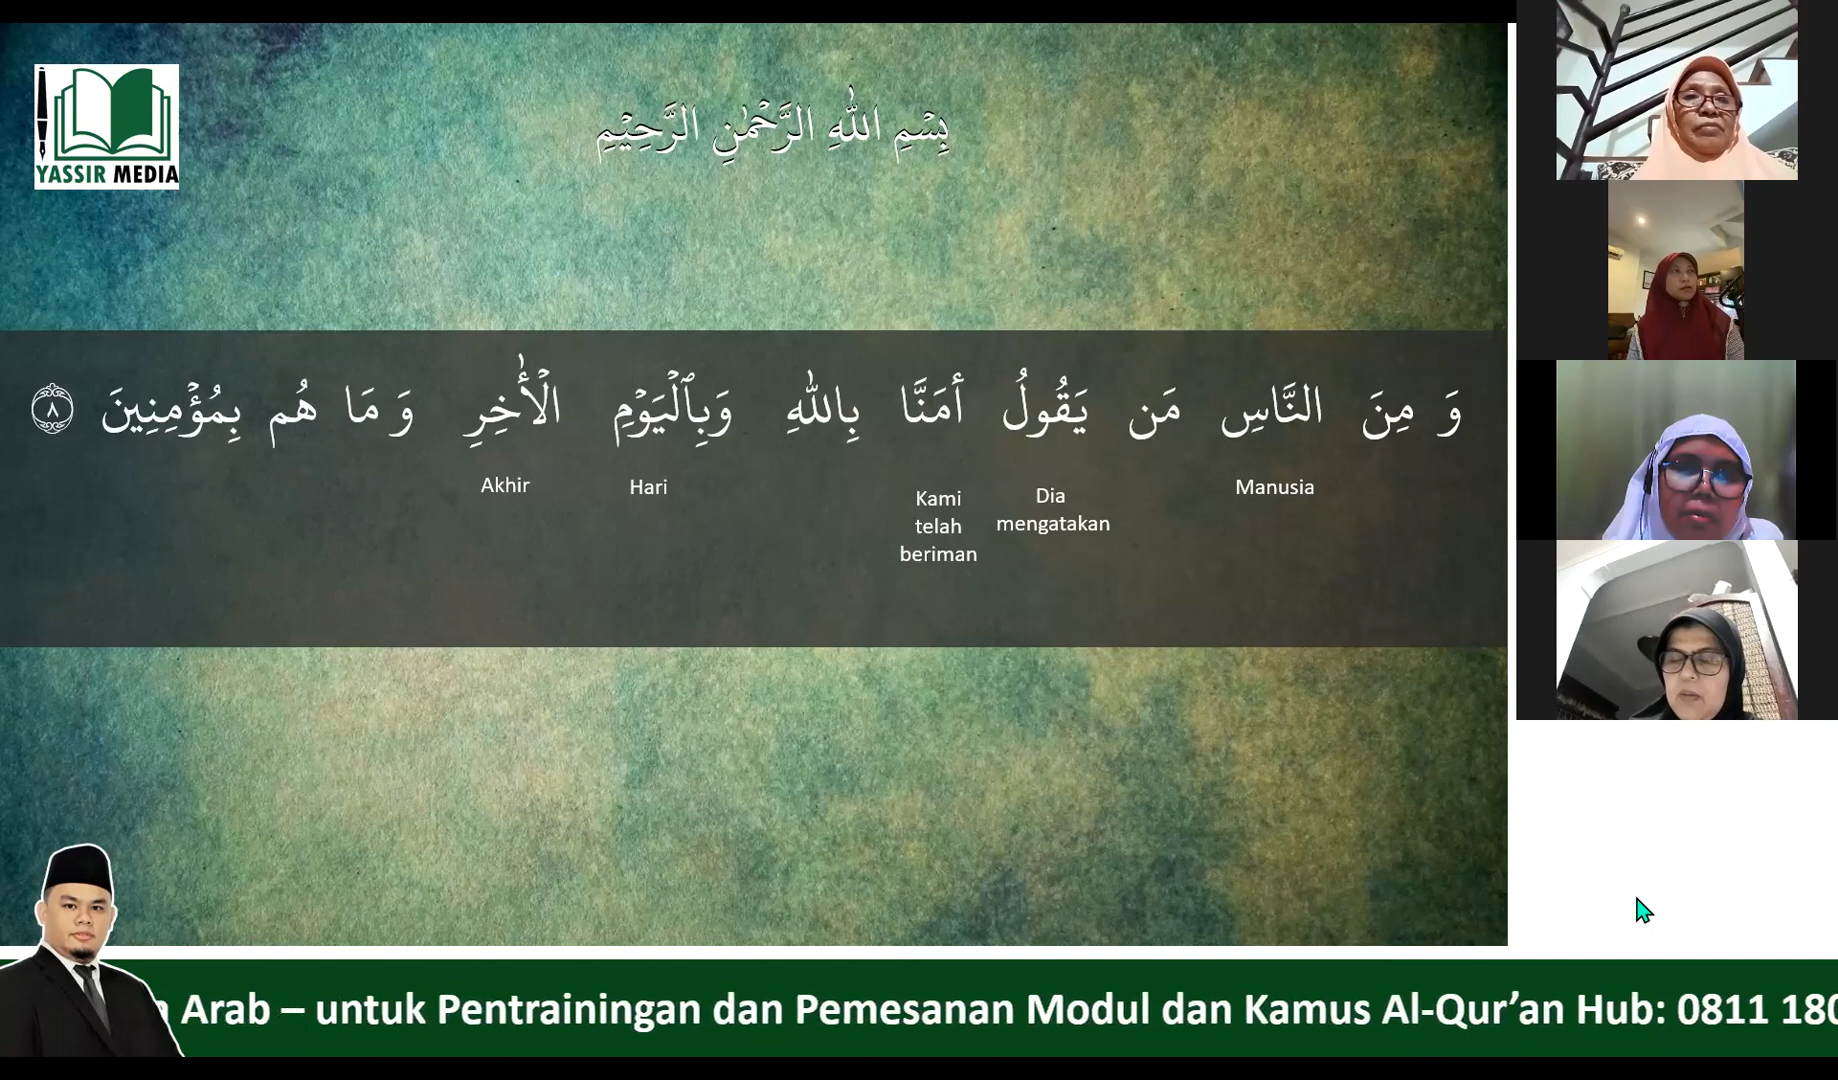 YASSIR MEDIA
بِسْمِ اللّٰهِ الرَّحْمٰنِ الرَّحِيْمِ
وَ مِنَ النَّاسِ مَن يَقُولُ أَمَنَّا بِاللّٰهِ وَبِٱلْيَوْمِ الْأٰخِرِ وَ مَا هُم بِمُؤْمِنِينَ ٨
Manusia
Dia mengatakan
Kami telah beriman
Hari
Akhir
Arab – untuk Pentrainingan dan Pemesanan Modul dan Kamus Al-Qur’an Hub: 0811 180